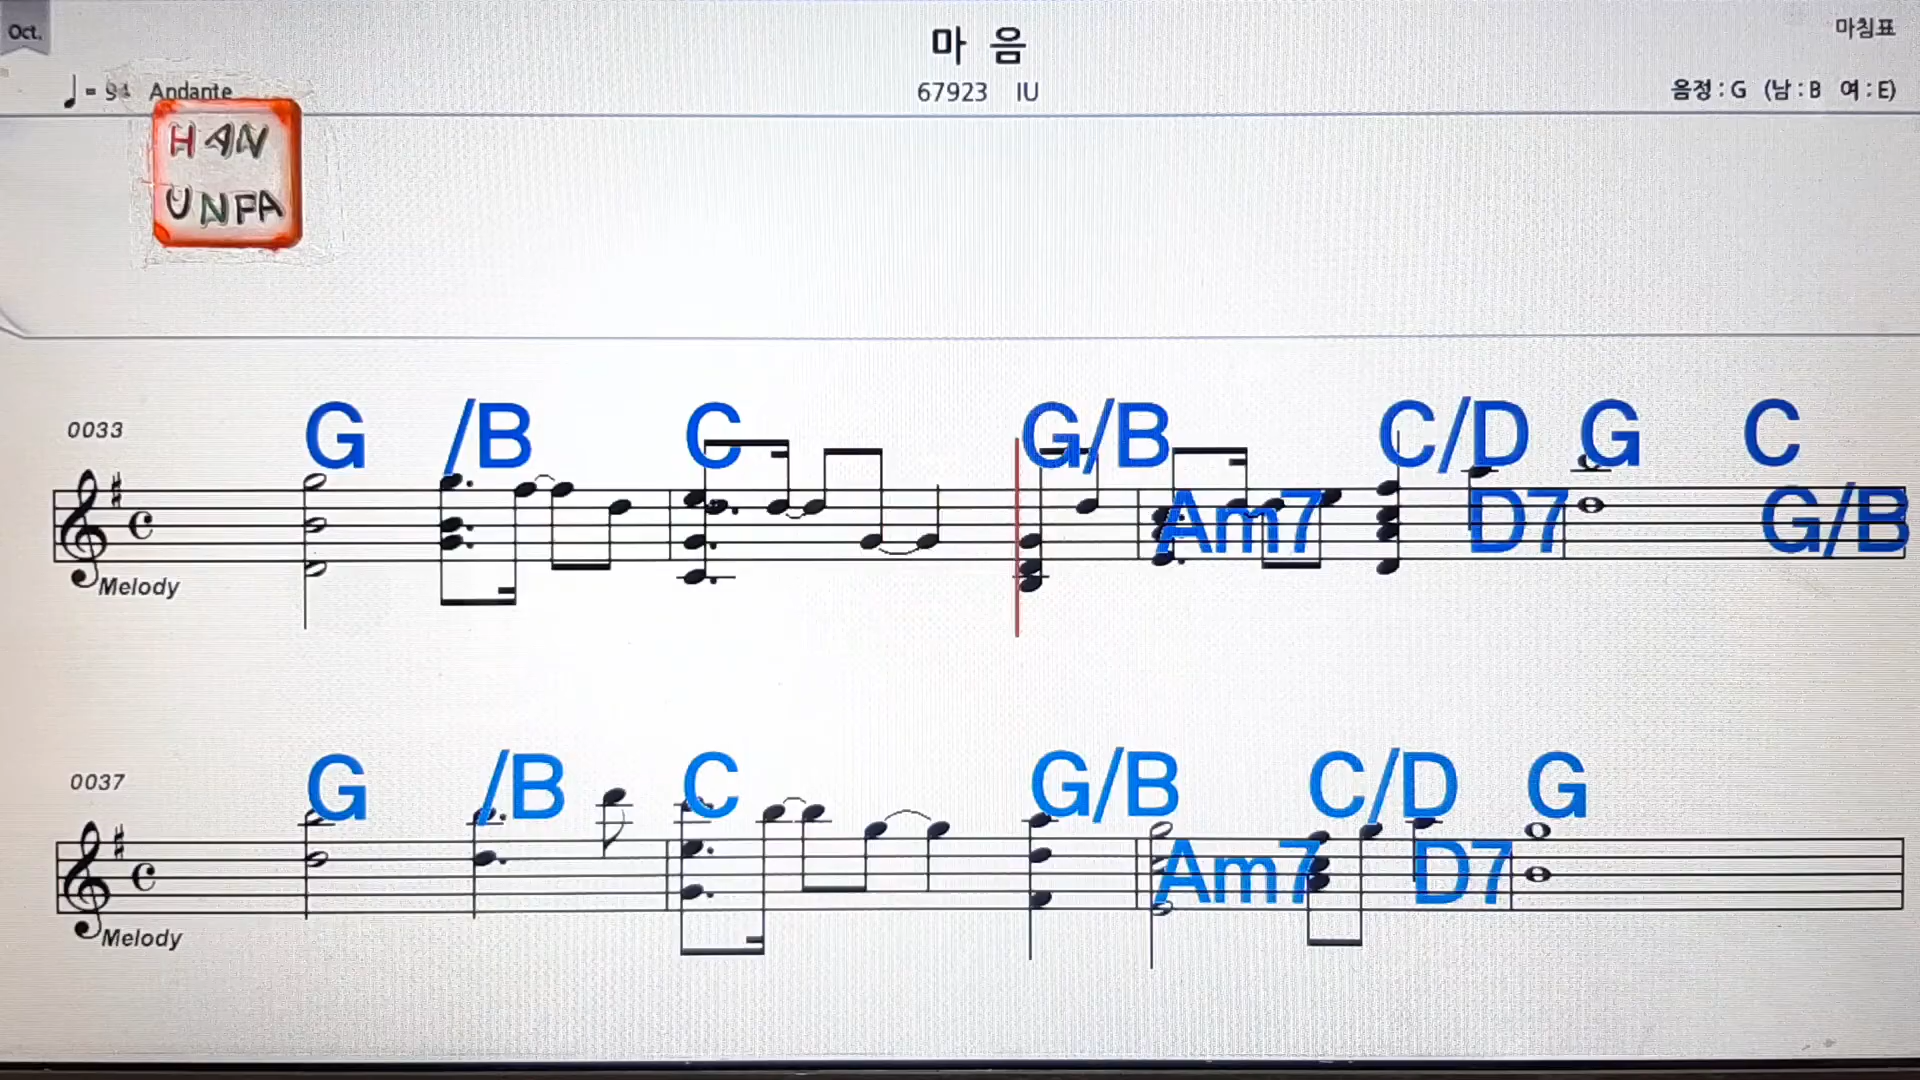 Oct.
마 음
마침표
= 94 Andante
67923 IU
음정 : G (남 : B 여 : E)
HAN
UNFA
0033
G /B C G/B C/D G C
Am7 D7 G/B
Melody
0037
G /B C G/B C/D G
Am7 D7
Melody